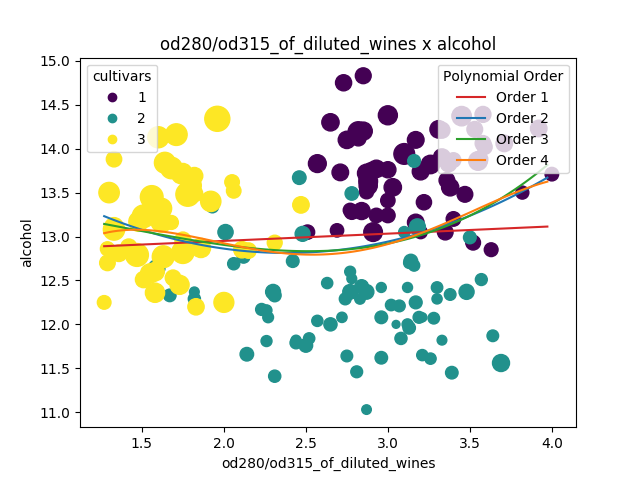 od280/od315_of_diluted_wines x alcohol
cultivars
1
2
3
Polynomial Order
Order 1
Order 2
Order 3
Order 4
alcohol
15.0
14.5
14.0
13.5
13.0
12.5
12.0
11.5
11.0
1.5 2.0 2.5 3.0 3.5 4.0
od280/od315_of_diluted_wines